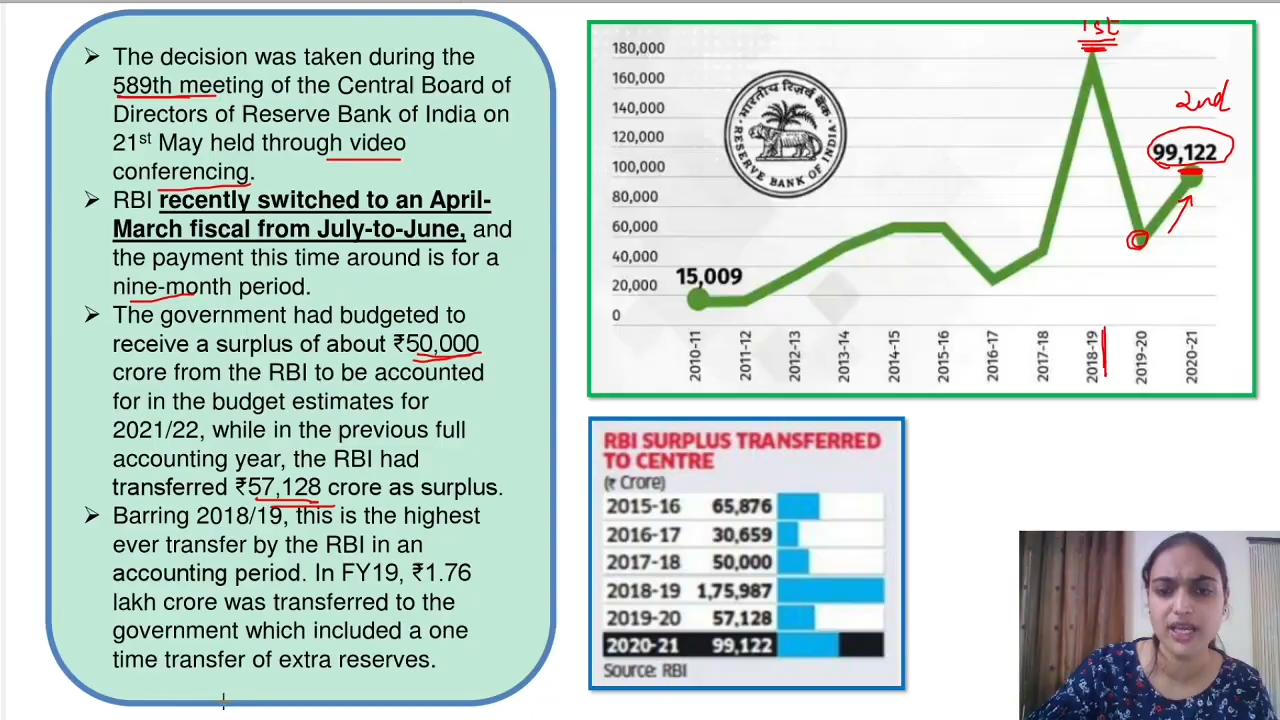 ➢ The decision was taken during the
589th meeting of the Central Board of
Directors of Reserve Bank of India on
21st May held through video
conferencing.
➢ RBI recently switched to an April-
March fiscal from July-to-June, and
the payment this time around is for a
nine-month period.
➢ The government had budgeted to
receive a surplus of about ₹50,000
crore from the RBI to be accounted
for in the budget estimates for
2021/22, while in the previous full
accounting year, the RBI had
transferred ₹57,128 crore as surplus.
➢ Barring 2018/19, this is the highest
ever transfer by the RBI in an
accounting period. In FY19, ₹1.76
lakh crore was transferred to the
government which included a one
time transfer of extra reserves.
1st
2nd
180,000
160,000
140,000
120,000
100,000
80,000
60,000
40,000
20,000
0
भारतीय रिज़र्व बैंक
RESERVE BANK OF INDIA
15,009
99,122
2010-11
2011-12
2012-13
2013-14
2014-15
2015-16
2016-17
2017-18
2018-19
2019-20
2020-21
RBI SURPLUS TRANSFERRED
TO CENTRE
(₹ Crore)
2015-16 65,876
2016-17 30,659
2017-18 50,000
2018-19 1,75,987
2019-20 57,128
2020-21 99,122
Source: RBI